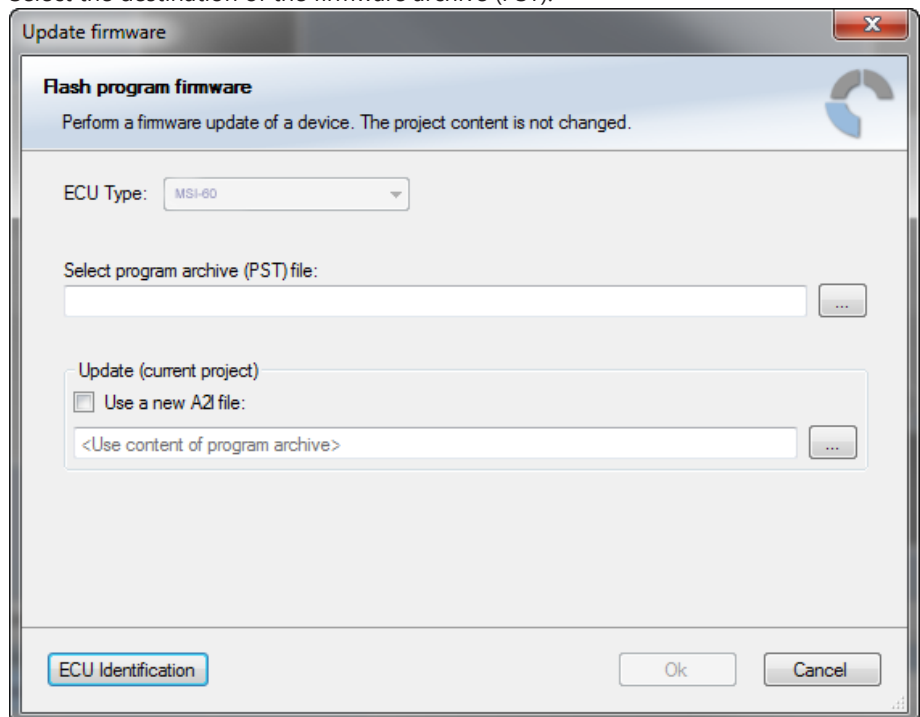 Select the destination of the firmware archive (PST).
Update firmware
Flash program firmware
Perform a firmware update of a device. The project content is not changed.
ECU Type:
MSI-60
Select program archive (PST) file:
...
Update (current project)
Use a new A2l file:
<Use content of program archive>
...
ECU Identification
Ok
Cancel